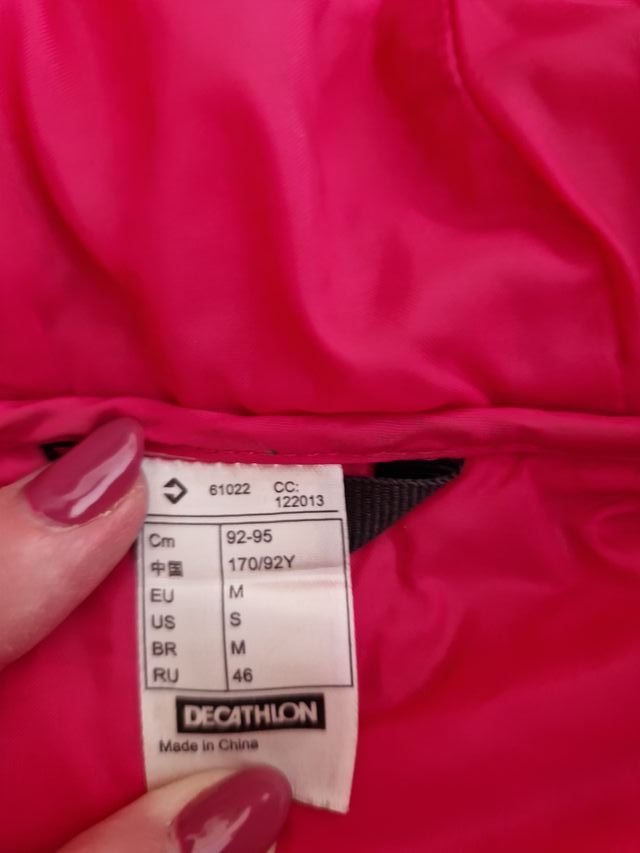 61022 CC:
122013
Cm 92-95
中国 170/92Y
EU M
US S
BR M
RU 46
DECATHLON
Made in China